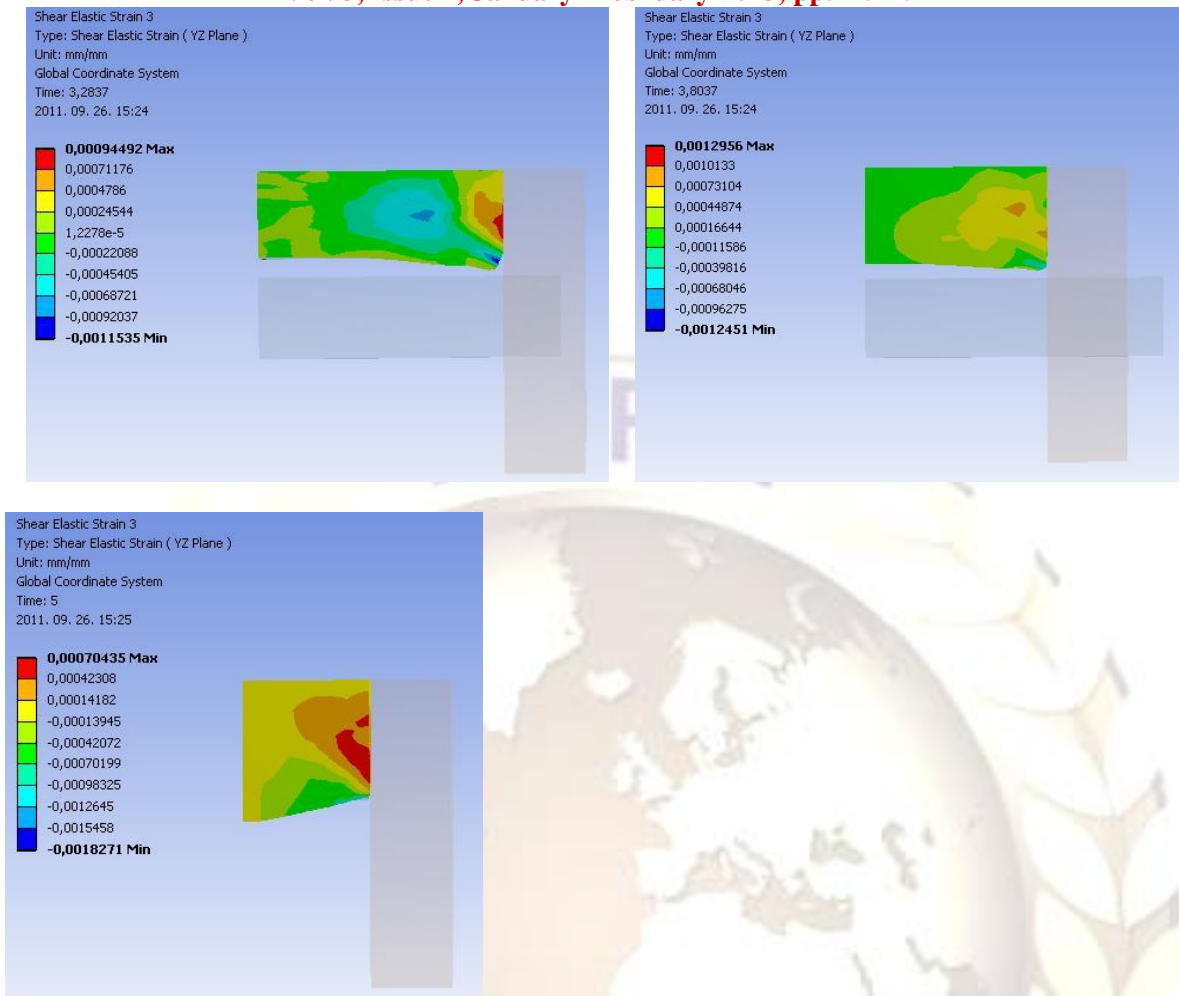 Issue January February pp.
Shear Elastic Strain 3
Type: Shear Elastic Strain ( YZ Plane )
Unit: mm/mm
Global Coordinate System
Time: 3,2837
2011. 09. 26. 15:24
0,00094492 Max
0,00071176
0,0004786
0,00024544
1,2278e-5
-0,00022088
-0,00045405
-0,00068721
-0,00092037
-0,0011535 Min
Shear Elastic Strain 3
Type: Shear Elastic Strain ( YZ Plane )
Unit: mm/mm
Global Coordinate System
Time: 3,8037
2011. 09. 26. 15:24
0,0012956 Max
0,0010133
0,00073104
0,00044874
0,00016644
-0,00011586
-0,00039816
-0,00068046
-0,00096275
-0,0012451 Min
Shear Elastic Strain 3
Type: Shear Elastic Strain ( YZ Plane )
Unit: mm/mm
Global Coordinate System
Time: 5
2011. 09. 26. 15:25
0,00070435 Max
0,00042308
0,00014182
-0,00013945
-0,00042072
-0,00070199
-0,00098325
-0,0012645
-0,0015458
-0,0018271 Min